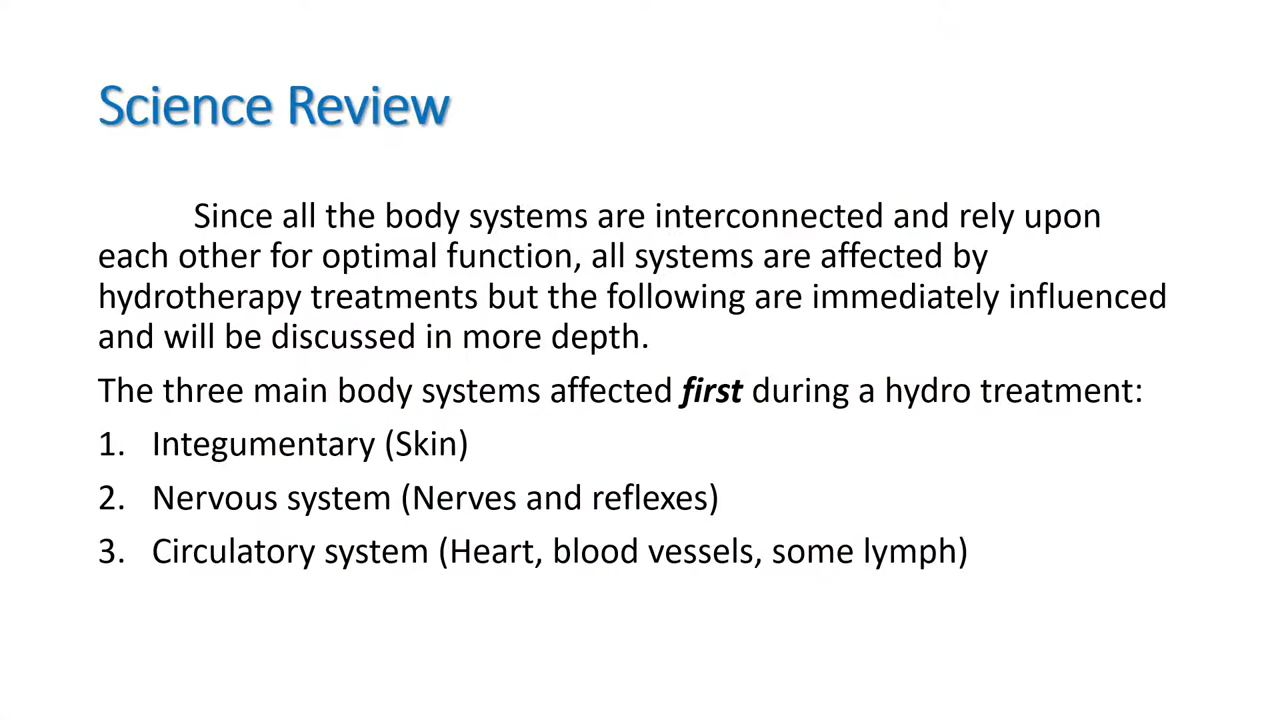 Science Review
Since all the body systems are interconnected and rely upon
each other for optimal function, all systems are affected by
hydrotherapy treatments but the following are immediately influenced
and will be discussed in more depth.
The three main body systems affected first during a hydro treatment:
1. Integumentary (Skin)
2. Nervous system (Nerves and reflexes)
3. Circulatory system (Heart, blood vessels, some lymph)